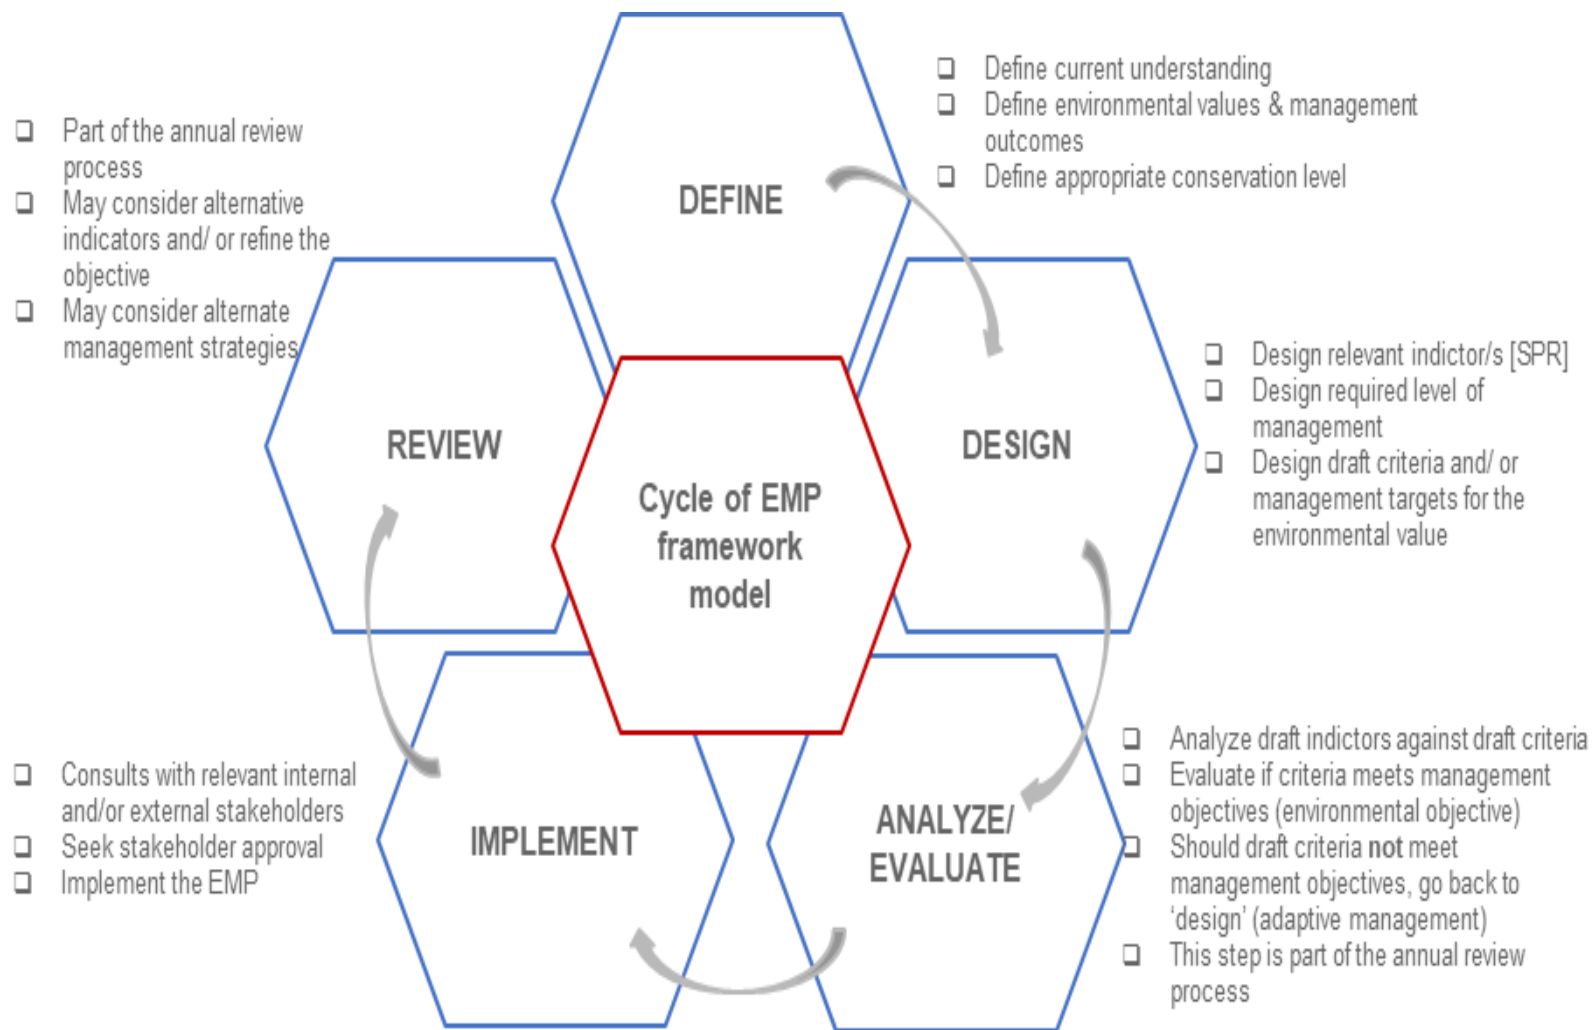 DEFINE
❑ Define current understanding
❑ Define environmental values & management
outcomes
❑ Define appropriate conservation level
DESIGN
❑ Design relevant indictor/s [SPR]
❑ Design required level of
management
❑ Design draft criteria and/ or
management targets for the
environmental value
ANALYZE/
EVALUATE
❑ Analyze draft indictors against draft criteria
❑ Evaluate if criteria meets management
objectives (environmental objective)
❑ Should draft criteria not meet
management objectives, go back to
‘design’ (adaptive management)
❑ This step is part of the annual review
process
IMPLEMENT
❑ Consults with relevant internal
and/or external stakeholders
❑ Seek stakeholder approval
❑ Implement the EMP
REVIEW
❑ Part of the annual review
process
❑ May consider alternative
indicators and/ or refine the
objective
❑ May consider alternate
management strategies
Cycle of EMP
framework
model